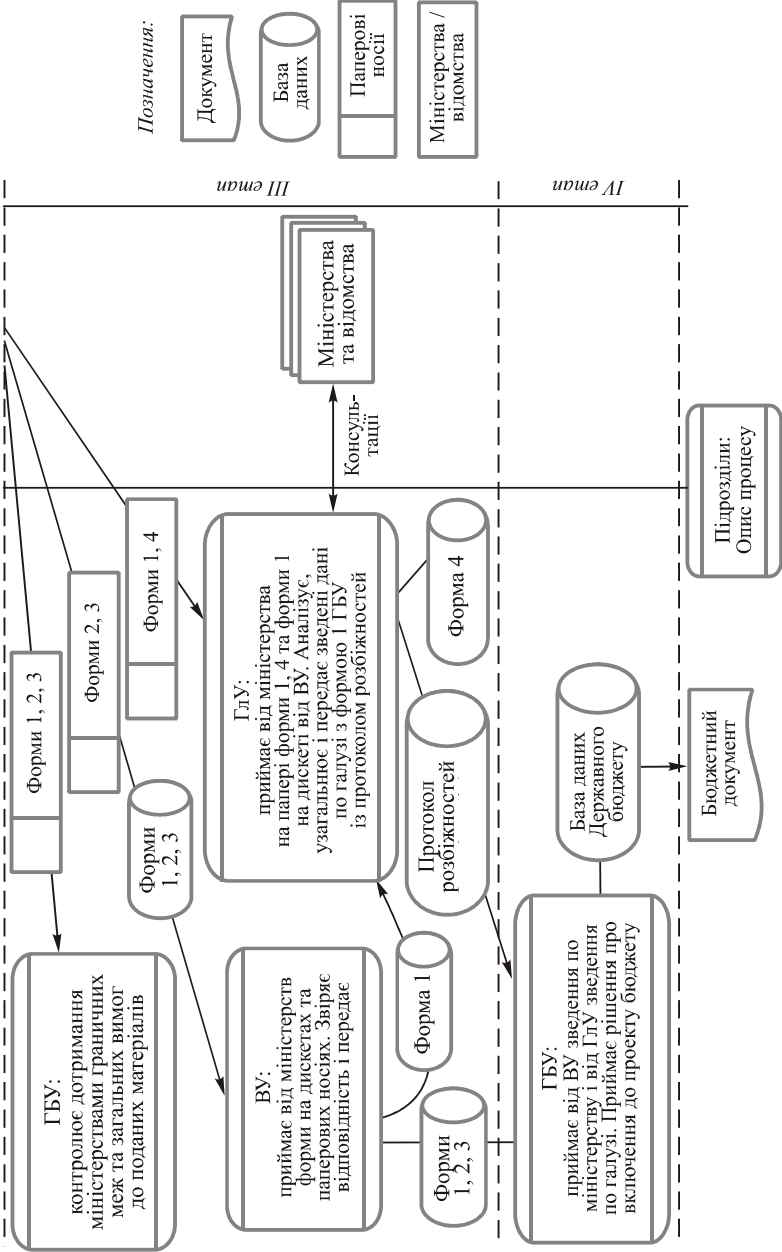 ГБУ:
контролює дотримання
міністерствами граничних
меж та загальних вимог
до поданих матеріалів
Форми 1, 2, 3
Форми 2, 3
Форми 1, 4
Форми
1, 2, 3
ВУ:
приймає від міністерств
форми на дискетах та
паперових носіях. Звіряє
відповідність і передає
ГлУ:
приймає від міністерства
на папері форми 1, 4 та форми 1
на дискеті від ВУ. Аналізує,
узагальнює і передає зведені дані
по галузі з формою 1 ГБУ
із протоколом розбіжностей
Консуль-
тації
Міністерства
та відомства
III етап
Форми
1, 2, 3
Форма 1
Протокол
розбіжностей
Форма 4
ГБУ:
приймає від ВУ зведення по
міністерству і від ГлУ зведення
по галузі. Приймає рішення про
включення до проекту бюджету
База даних
Державного
бюджету
IV етап
Бюджетний
документ
Підрозділи:
Опис процесу
Позначення:
Документ
База
даних
Паперові
носії
Міністерства /
відомства